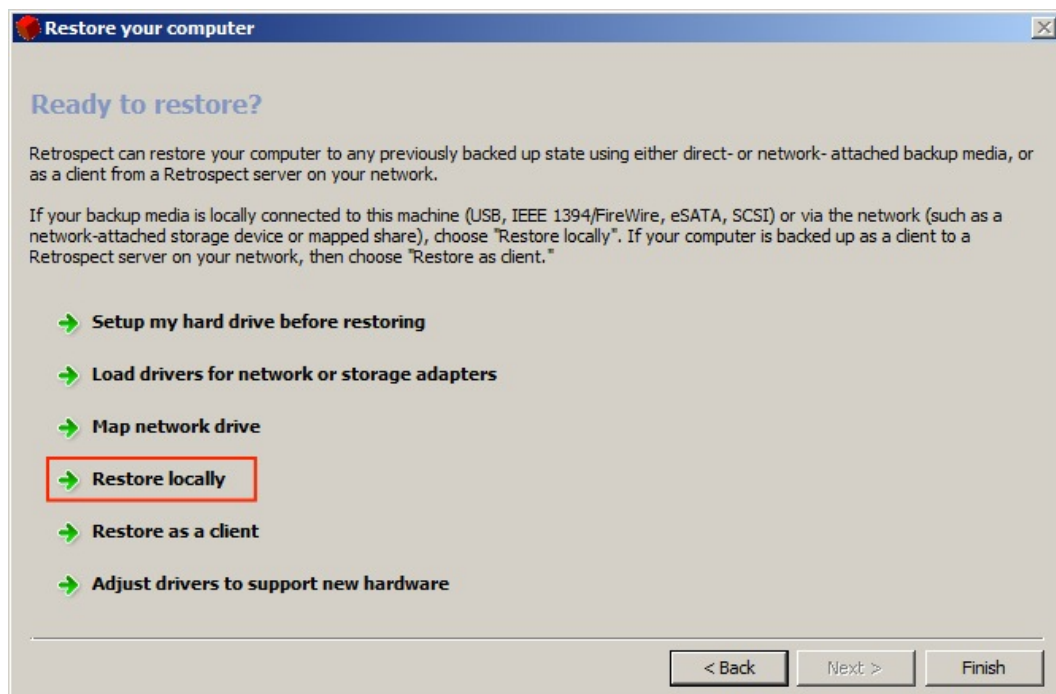 Restore your computer
Ready to restore?
Retrospect can restore your computer to any previously backed up state using either direct- or network- attached backup media, or
as a client from a Retrospect server on your network.
If your backup media is locally connected to this machine (USB, IEEE 1394/FireWire, eSATA, SCSI) or via the network (such as a
network-attached storage device or mapped share), choose "Restore locally". If your computer is backed up as a client to a
Retrospect server on your network, then choose "Restore as client."
Setup my hard drive before restoring
Load drivers for network or storage adapters
Map network drive
Restore locally
Restore as a client
Adjust drivers to support new hardware
< Back Next > Finish